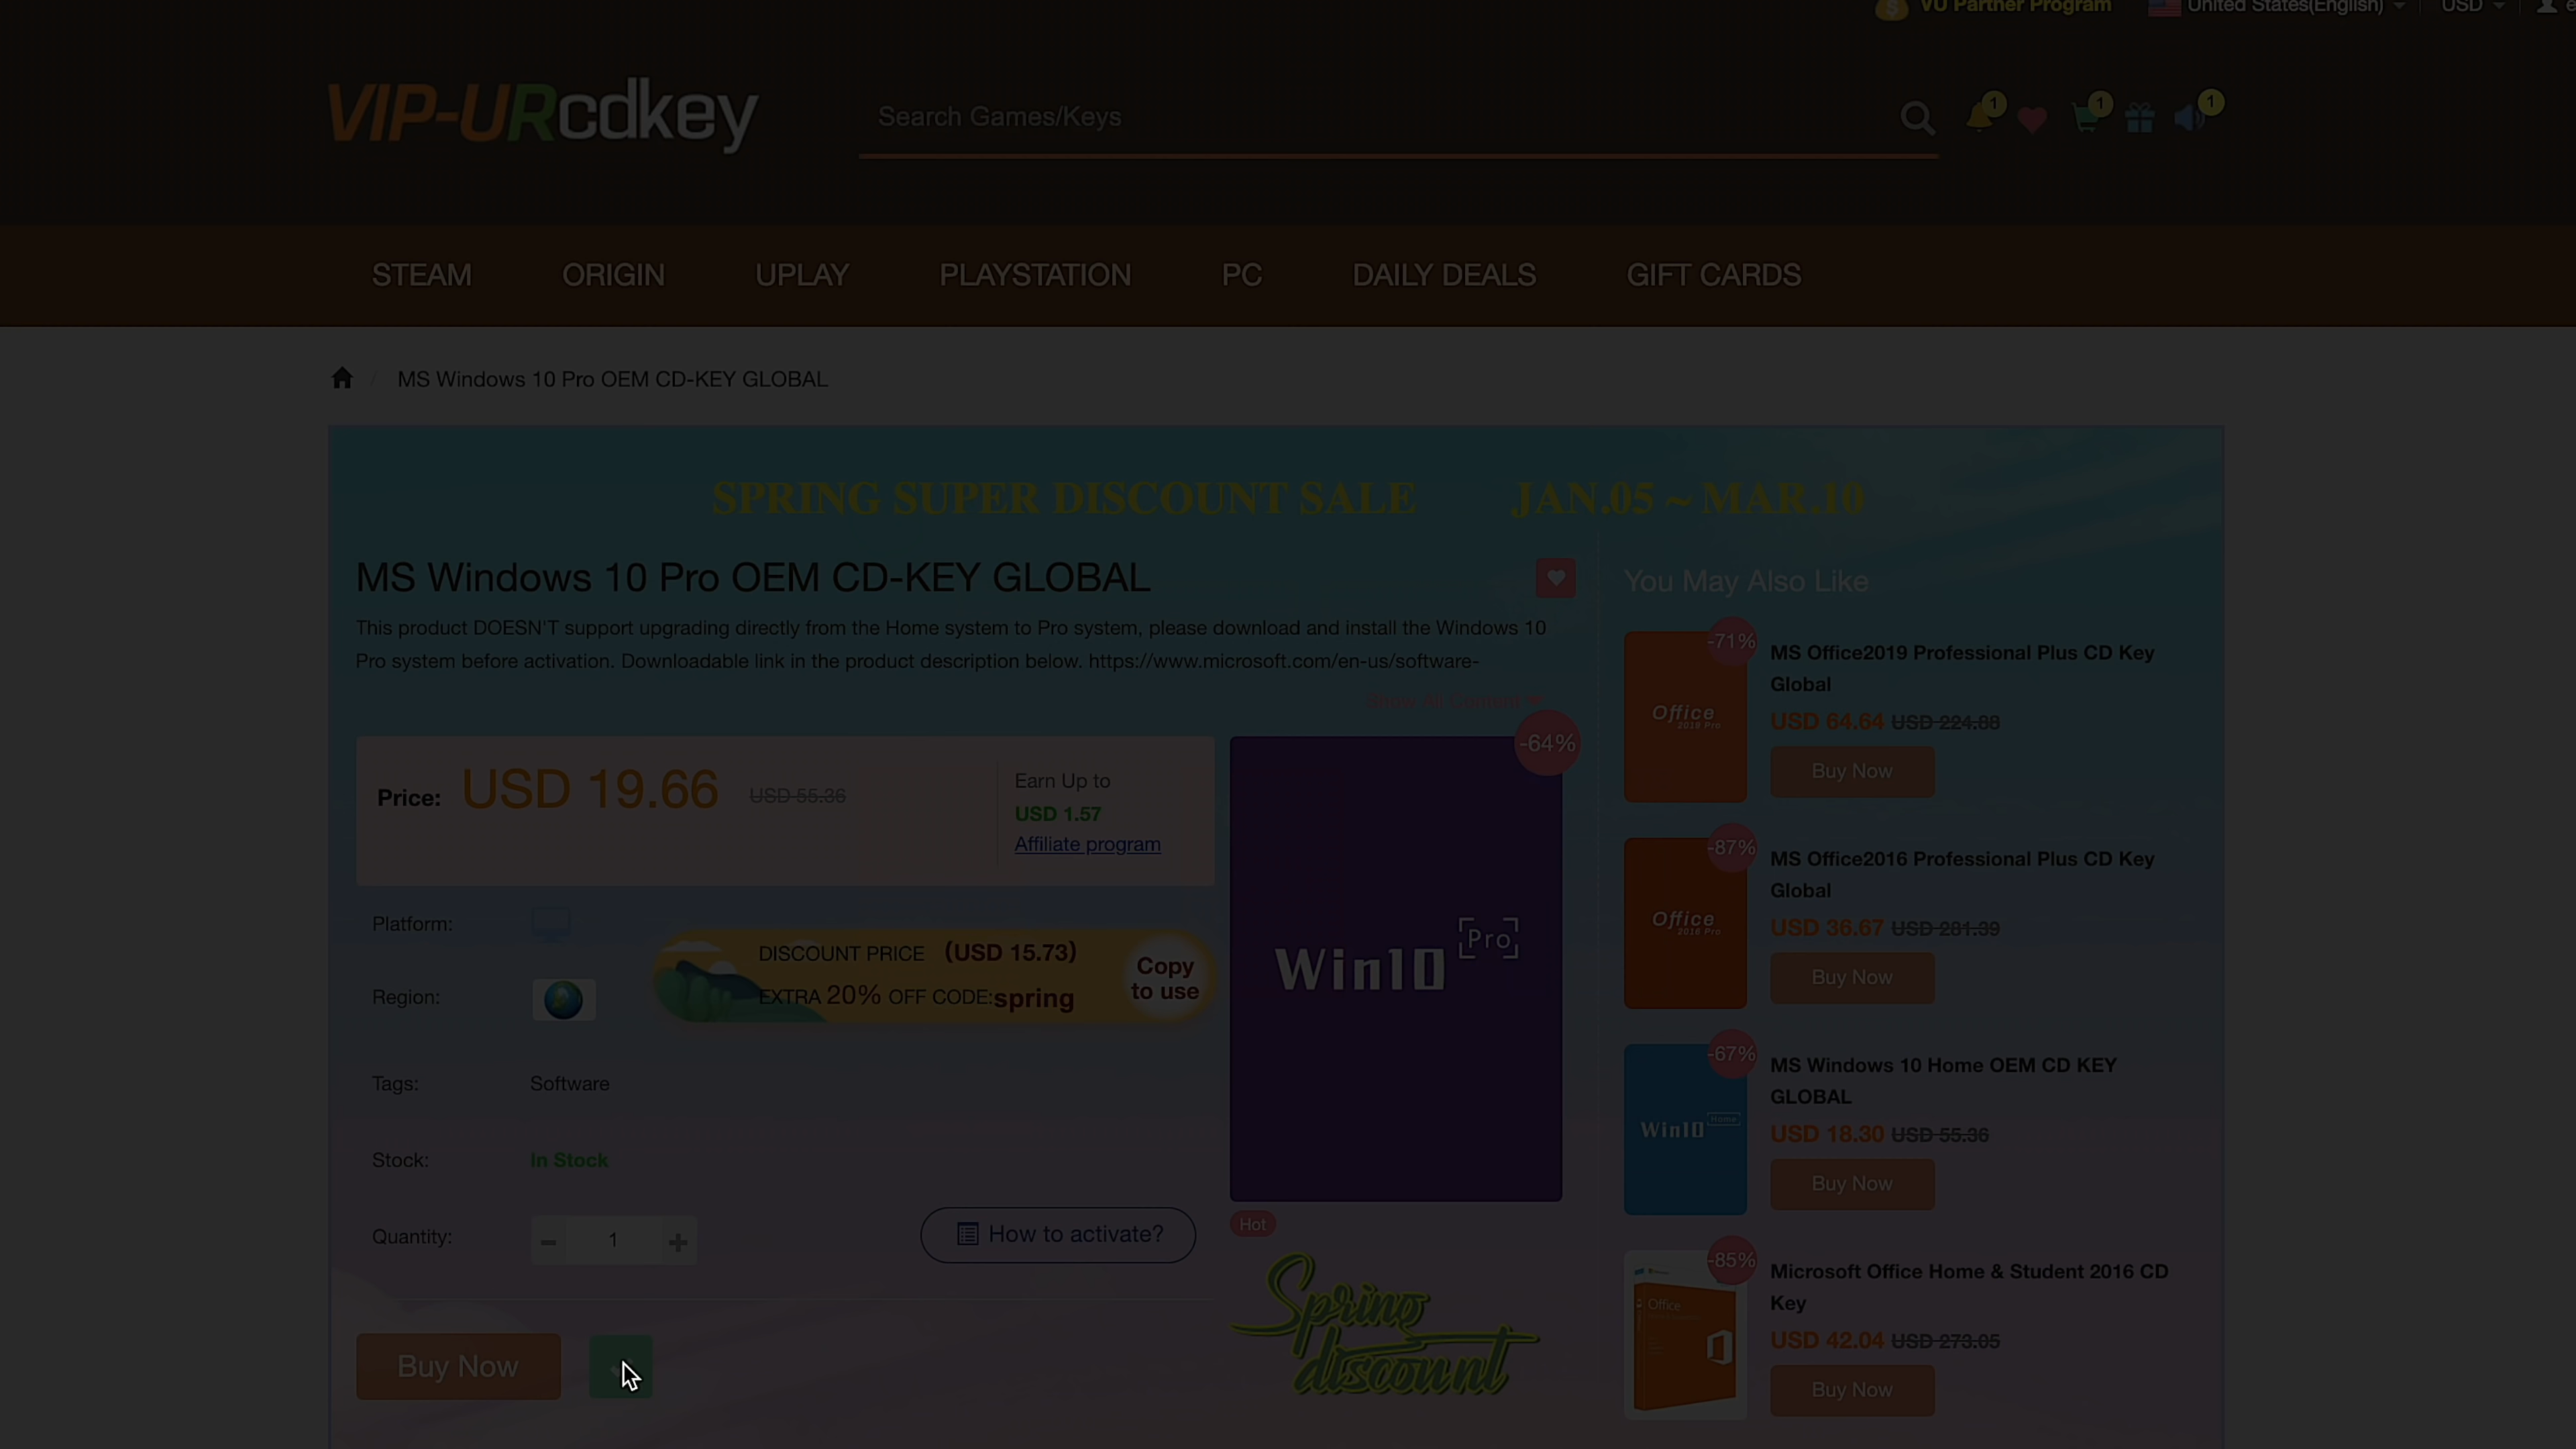 VU Partner Program
United States(English)
USD
VIP-URcdkey
Search Games/Keys
1
1
1
STEAM
ORIGIN
UPLAY
PLAYSTATION
PC
DAILY DEALS
GIFT CARDS
/ MS Windows 10 Pro OEM CD-KEY GLOBAL
SPRING SUPER DISCOUNT SALE JAN.05 ~ MAR.10
MS Windows 10 Pro OEM CD-KEY GLOBAL
This product DOESN'T support upgrading directly from the Home system to Pro system, please download and install the Windows 10
Pro system before activation. Downloadable link in the product description below. https://www.microsoft.com/en-us/software-
Show All Content
Price: USD 19.66 USD 55.36
Earn Up to
USD 1.57
Affiliate program
Platform:
DISCOUNT PRICE (USD 15.73)
EXTRA 20% OFF CODE:spring
Copy
to use
Region:
Tags: Software
Stock: In Stock
Quantity: 1
How to activate?
Buy Now
-64%
Win10 Pro
Hot
Spring
discount
You May Also Like
-71%
Office
2019 Pro
MS Office2019 Professional Plus CD Key
Global
USD 64.64 USD 224.88
Buy Now
-87%
Office
2016 Pro
MS Office2016 Professional Plus CD Key
Global
USD 36.67 USD 281.39
Buy Now
-67%
Win10 Home
MS Windows 10 Home OEM CD KEY
GLOBAL
USD 18.30 USD 55.36
Buy Now
-85%
Office
Microsoft Office Home & Student 2016 CD
Key
USD 42.04 USD 273.05
Buy Now